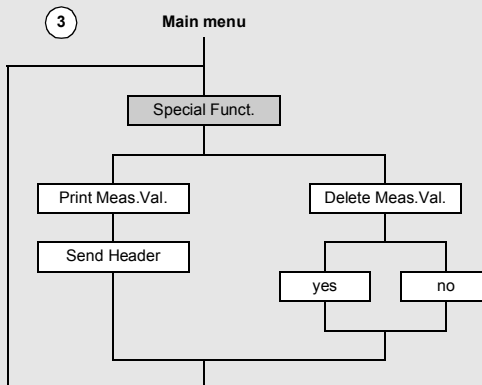 3
Main menu
Special Funct.
Print Meas.Val.
Delete Meas.Val.
Send Header
yes
no